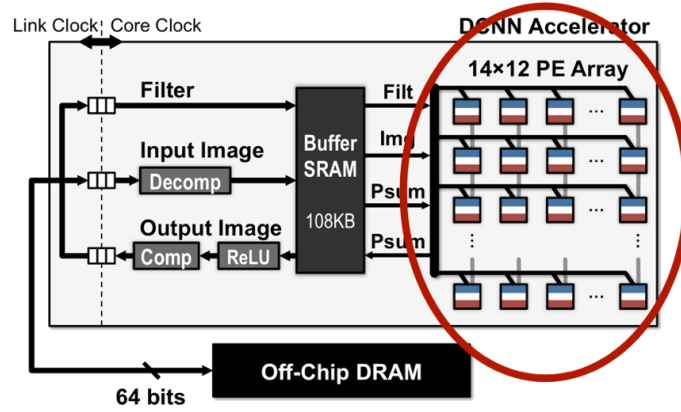 Link Clock Core Clock
DCNN Accelerator
14×12 PE Array
Filter
Filt
Input Image
Img
Decomp
Buffer
SRAM
108KB
Psum
Output Image
Psum
Comp
ReLU
...
...
...
...
...
...
Off-Chip DRAM
64 bits